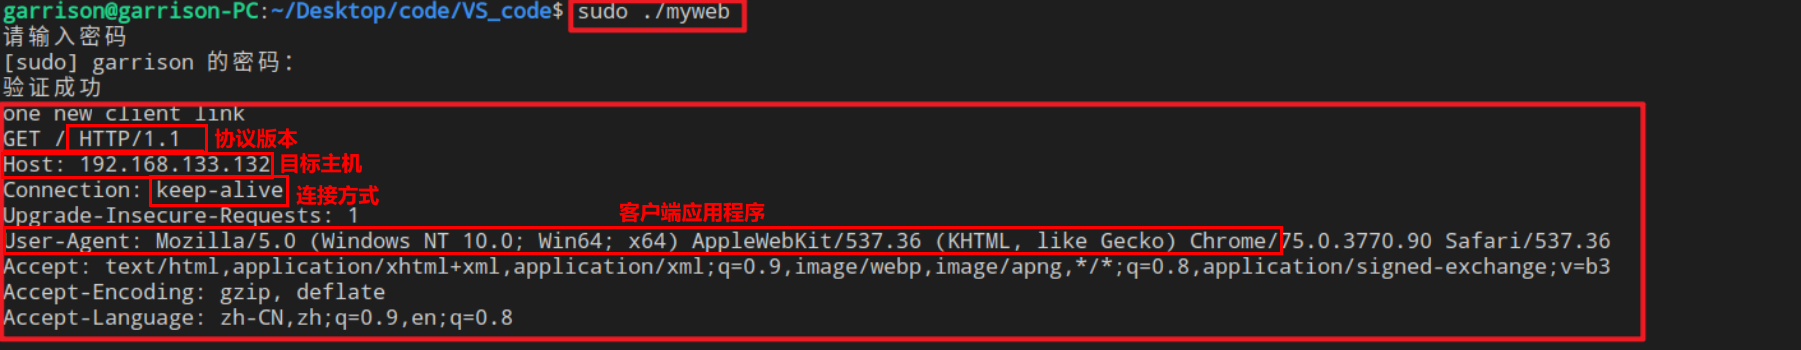 garrison@garrison-PC:~/Desktop/code/VS_code$ sudo ./myweb
请输入密码
[sudo] garrison 的密码：
验证成功
one new client link
GET / HTTP/1.1 协议版本
Host: 192.168.133.132 目标主机
Connection: keep-alive 连接方式
Upgrade-Insecure-Requests: 1
客户端应用程序
User-Agent: Mozilla/5.0 (Windows NT 10.0; Win64; x64) AppleWebKit/537.36 (KHTML, like Gecko) Chrome/75.0.3770.90 Safari/537.36
Accept: text/html,application/xhtml+xml,application/xml;q=0.9,image/webp,image/apng,*/*;q=0.8,application/signed-exchange;v=b3
Accept-Encoding: gzip, deflate
Accept-Language: zh-CN,zh;q=0.9,en;q=0.8